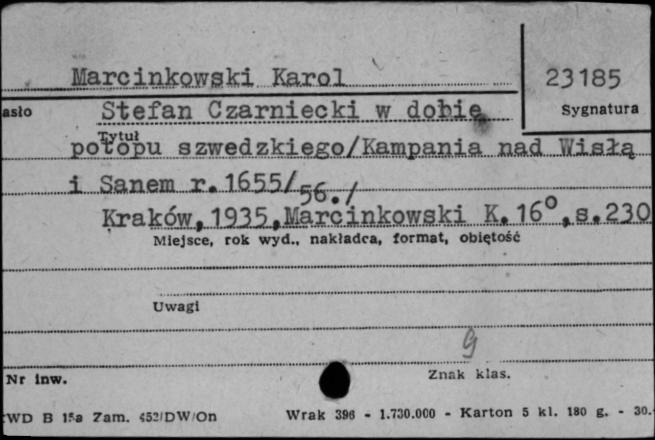 Marcinkowski Karol
23185
asło
Stefan Czarniecki w dobie
Sygnatura
Tytuł
potopu szwedzkiego/Kampania nad Wisłą
i Sanem r.1655/56./
Kraków,1935,Marcinkowski K.16°,s.230
Miejsce, rok wyd., nakładca, format, objętość
Uwagi
9
Nr inw.
Znak klas.
WD B 15a Zam. 452/DW/On
Wrak 396 - 1.730.000 - Karton 5 kl. 180 g. - 30.